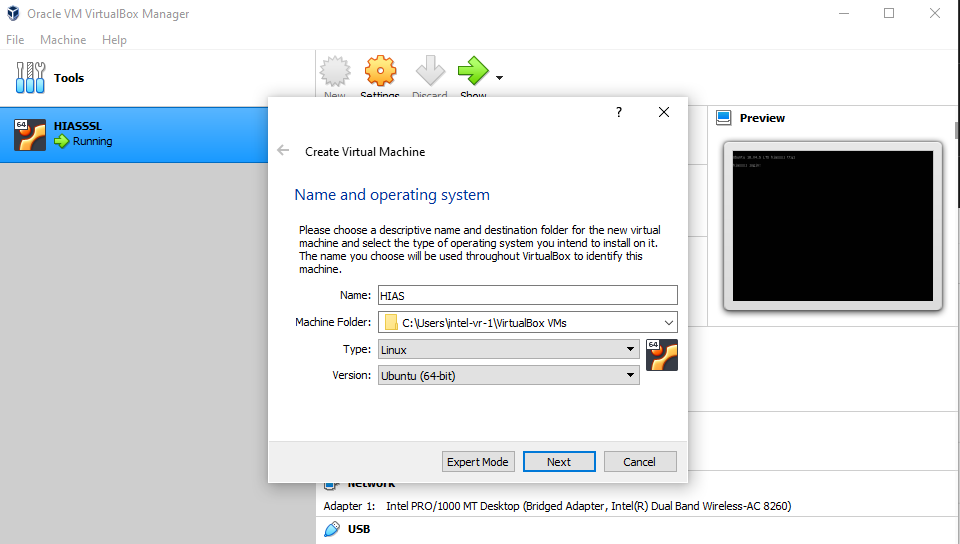 Oracle VM VirtualBox Manager
File Machine Help
Tools
New Settings Discard Show
64
HIASSSL
Running
Preview
?
Create Virtual Machine
Name and operating system
Please choose a descriptive name and destination folder for the new virtual
machine and select the type of operating system you intend to install on it.
The name you choose will be used throughout VirtualBox to identify this
machine.
Name: HIAS
Machine Folder: C:\Users\intel-vr-1\VirtualBox VMs
Type: Linux
64
Version: Ubuntu (64-bit)
Expert Mode Next Cancel
Network
Adapter 1: Intel PRO/1000 MT Desktop (Bridged Adapter, Intel(R) Dual Band Wireless-AC 8260)
USB